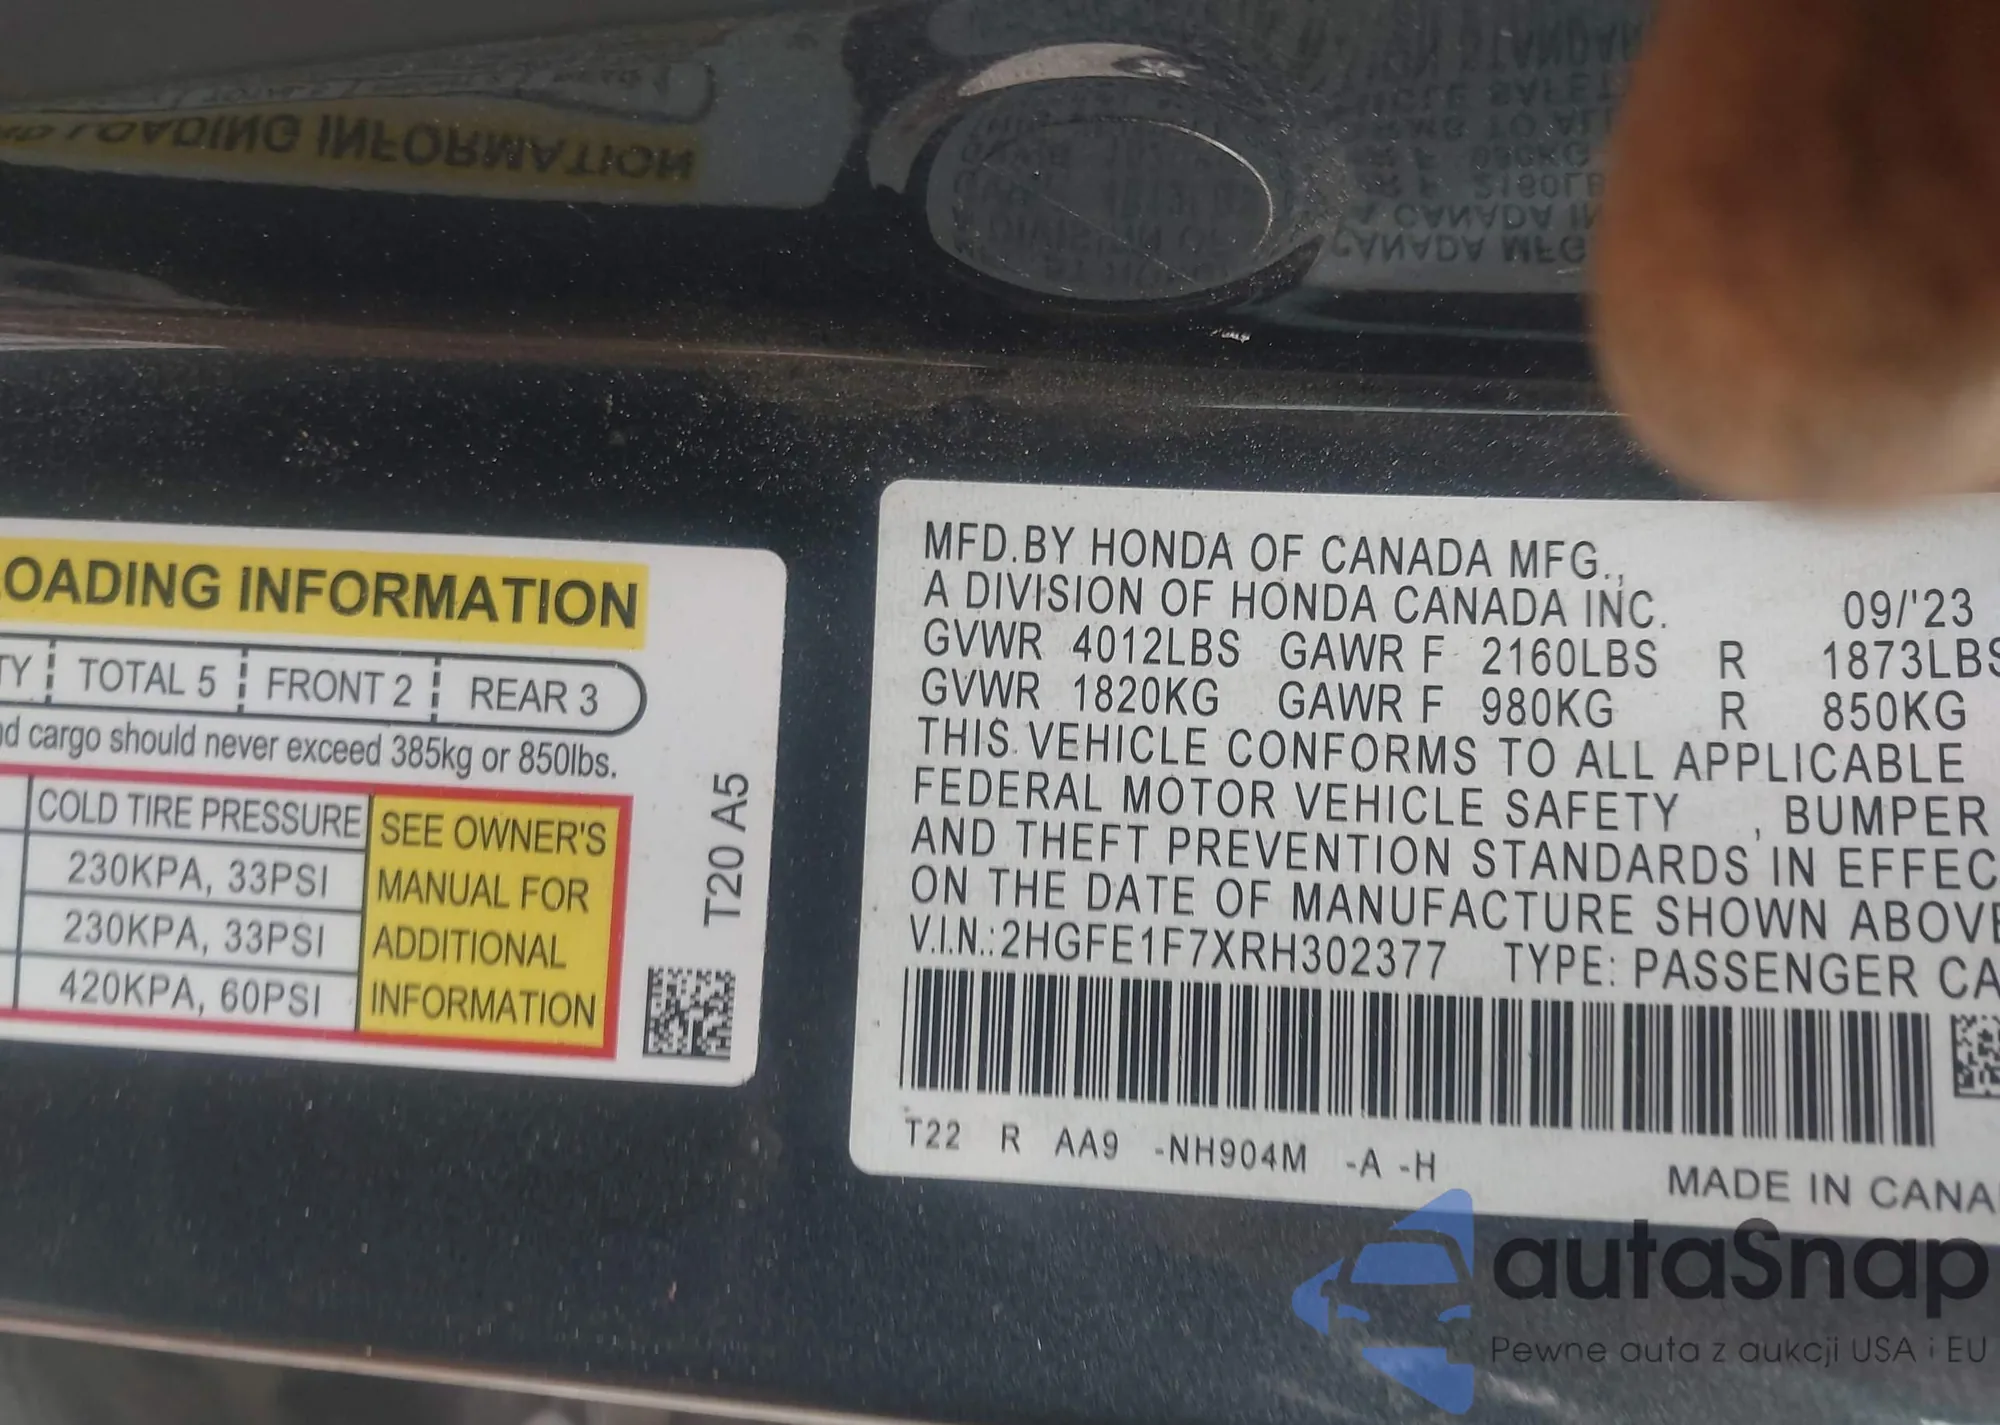 LOADING INFORMATION
TOTAL 5 FRONT 2 REAR 3
cargo should never exceed 385kg or 850lbs.
COLD TIRE PRESSURE
230KPA, 33PSI
230KPA, 33PSI
420KPA, 60PSI
SEE OWNER'S
MANUAL FOR
ADDITIONAL
INFORMATION
T20 A5
MFD.BY HONDA OF CANADA MFG.,
A DIVISION OF HONDA CANADA INC. 09/'23
GVWR 4012LBS GAWR F 2160LBS R 1873LBS
GVWR 1820KG GAWR F 980KG R 850KG
THIS VEHICLE CONFORMS TO ALL APPLICABLE
FEDERAL MOTOR VEHICLE SAFETY , BUMPER
AND THEFT PREVENTION STANDARDS IN EFFEC
ON THE DATE OF MANUFACTURE SHOWN ABOVE
V.I.N.:2HGFE1F7XRH302377 TYPE: PASSENGER CA
T22 R AA9 -NH904M -A -H
MADE IN CANA
autaSnap
Pewne auta z aukcji USA i EU